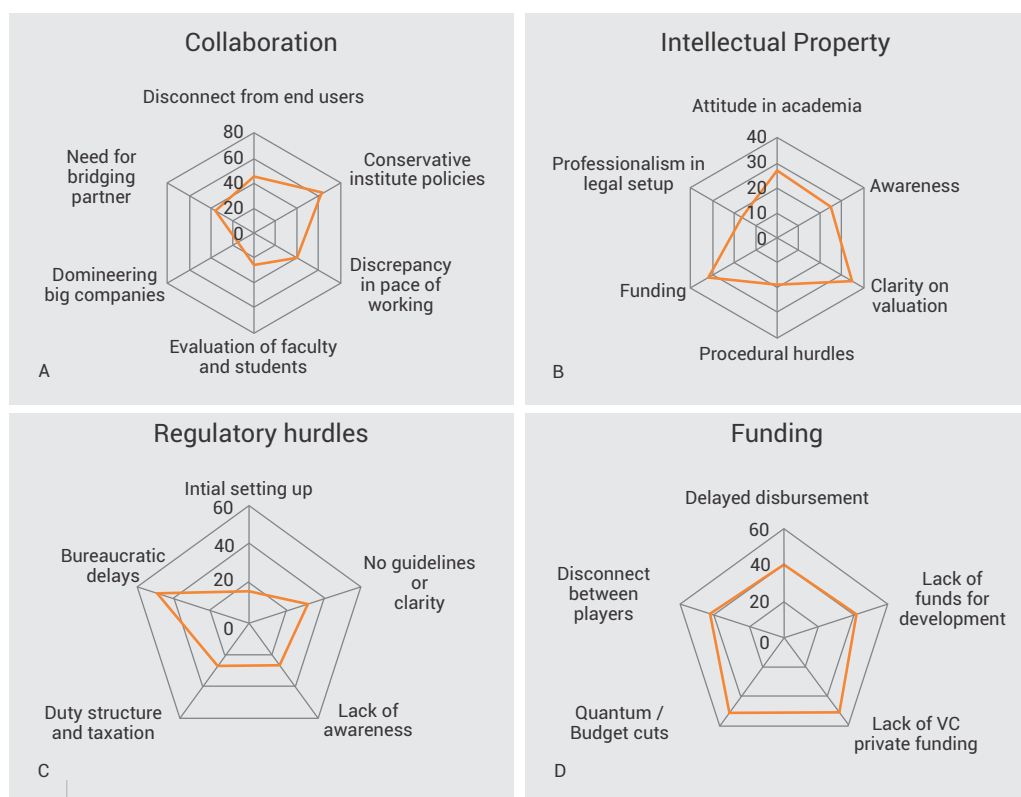 Collaboration
Disconnect from end users
80
60
40
20
0
Need for
bridging
partner
Conservative
institute policies
Domineering
big companies
Discrepancy
in pace of
working
Evaluation of faculty
and students
A
Intellectual Property
Attitude in academia
40
30
20
10
0
Professionalism in
legal setup
Awareness
Funding
Clarity on
valuation
Procedural hurdles
B
Regulatory hurdles
Intial setting up
60
40
20
0
Bureaucratic
delays
No guidelines
or
clarity
Duty structure
and taxation
Lack of
awareness
C
Funding
Delayed disbursement
60
40
20
0
Disconnect
between
players
Lack of
funds for
development
Quantum /
Budget cuts
Lack of VC
private funding
D